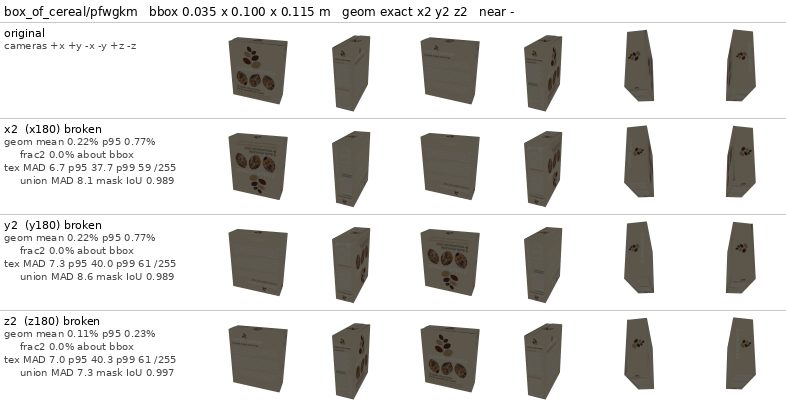 box_of_cereal/pfwgkm bbox 0.035 x 0.100 x 0.115 m geom exact x2 y2 z2 near -
original
cameras +x +y -x -y +z -z
x2 (x180) broken
geom mean 0.22% p95 0.77%
frac2 0.0% about bbox
tex MAD 6.7 p95 37.7 p99 59 /255
union MAD 8.1 mask IoU 0.989
y2 (y180) broken
geom mean 0.22% p95 0.77%
frac2 0.0% about bbox
tex MAD 7.3 p95 40.0 p99 61 /255
union MAD 8.6 mask IoU 0.989
z2 (z180) broken
geom mean 0.11% p95 0.23%
frac2 0.0% about bbox
tex MAD 7.0 p95 40.3 p99 61 /255
union MAD 7.3 mask IoU 0.997